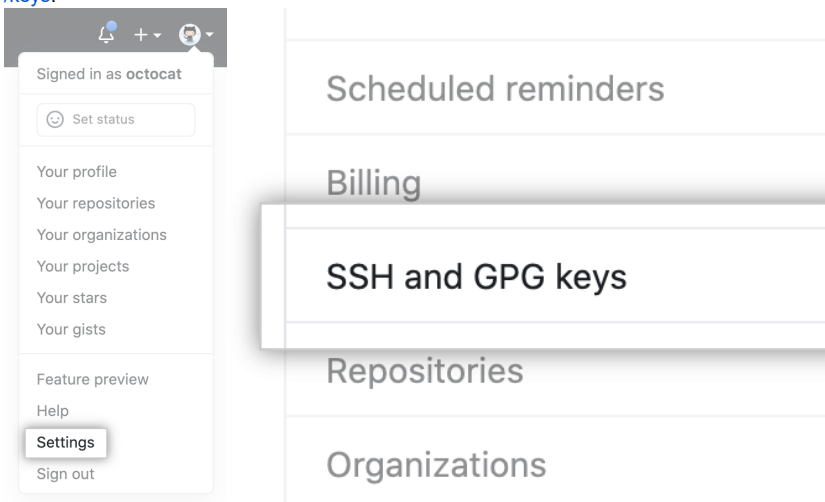 /keys.
Signed in as octocat
Set status
Your profile
Your repositories
Your organizations
Your projects
Your stars
Your gists
Feature preview
Help
Settings
Sign out
Scheduled reminders
Billing
SSH and GPG keys
Repositories
Organizations